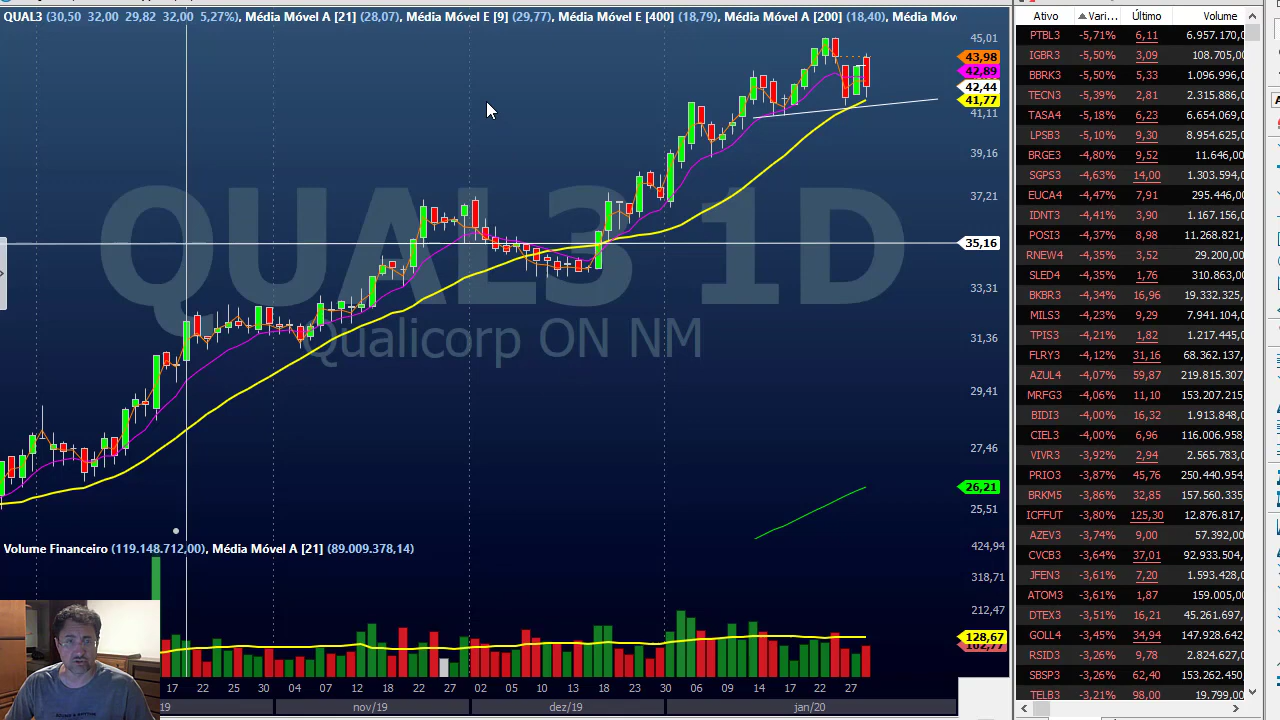 QUAL3 (30,50 32,00 29,82 32,00 5,27%), Média Móvel A [21] (28,07), Média Móvel E [9] (29,77), Média Móvel E [400] (18,79), Média Móvel A [200] (18,40), Média Móv
45,01
43,98
42,89
42,44
41,77
41,11
39,16
37,21
35,16
33,31
31,36
29,41
27,46
26,21
25,51
QUAL3 1D
Qualicorp ON NM
Volume Financeiro (119.148.712,00), Média Móvel A [21] (89.009.378,14)
424,94
318,71
212,47
128,67
102,77
17 22 25 30 04 07 12 18 22 27 02 05 10 13 18 23 30 06 09 14 17 22 27
19 nov/19 dez/19 jan/20
Ativo Vari... Último Volume
PTBL3 -5,71% 6,11 6.957.170,0
IGBR3 -5,50% 3,09 108.705,00
BBRK3 -5,50% 5,33 1.096.996,0
TECN3 -5,39% 2,81 2.315.886,0
TASA4 -5,18% 6,23 6.654.069,0
LPSB3 -5,10% 9,30 8.954.625,0
BRGE3 -4,80% 9,52 11.646,00
SGPS3 -4,63% 14,00 1.303.594,0
EUCA4 -4,47% 7,91 295.446,00
IDNT3 -4,41% 3,90 1.167.156,0
POSI3 -4,37% 8,98 11.268.821,
RNEW4 -4,35% 3,52 29.200,00
SLED4 -4,35% 1,76 310.863,00
BKBR3 -4,34% 16,96 19.332.325,
MILS3 -4,23% 9,29 7.941.104,0
TPIS3 -4,21% 1,82 1.217.445,0
FLRY3 -4,12% 31,16 68.362.137,
AZUL4 -4,07% 59,87 219.815.307,
MRFG3 -4,06% 11,10 153.207.215
BIDI3 -4,00% 16,32 1.913.848,0
CIEL3 -4,00% 6,96 116.006.958,
VIVR3 -3,92% 2,94 2.565.783,0
PRIO3 -3,87% 45,76 250.440.954
BRKM5 -3,86% 32,85 157.560.335
ICFFUT -3,80% 125,30 12.876.817,
AZEV3 -3,74% 9,00 57.392,00
CVCB3 -3,64% 37,01 92.933.504,
JFEN3 -3,61% 7,20 1.593.428,0
ATOM3 -3,61% 1,87 159.005,00
DTEX3 -3,51% 16,21 45.261.697,
GOLL4 -3,45% 34,94 147.928.642,
RSID3 -3,26% 9,78 2.824.627,0
SBSP3 -3,26% 62,40 153.262.450
TELB3 -3,21% 98,00 19.799,00